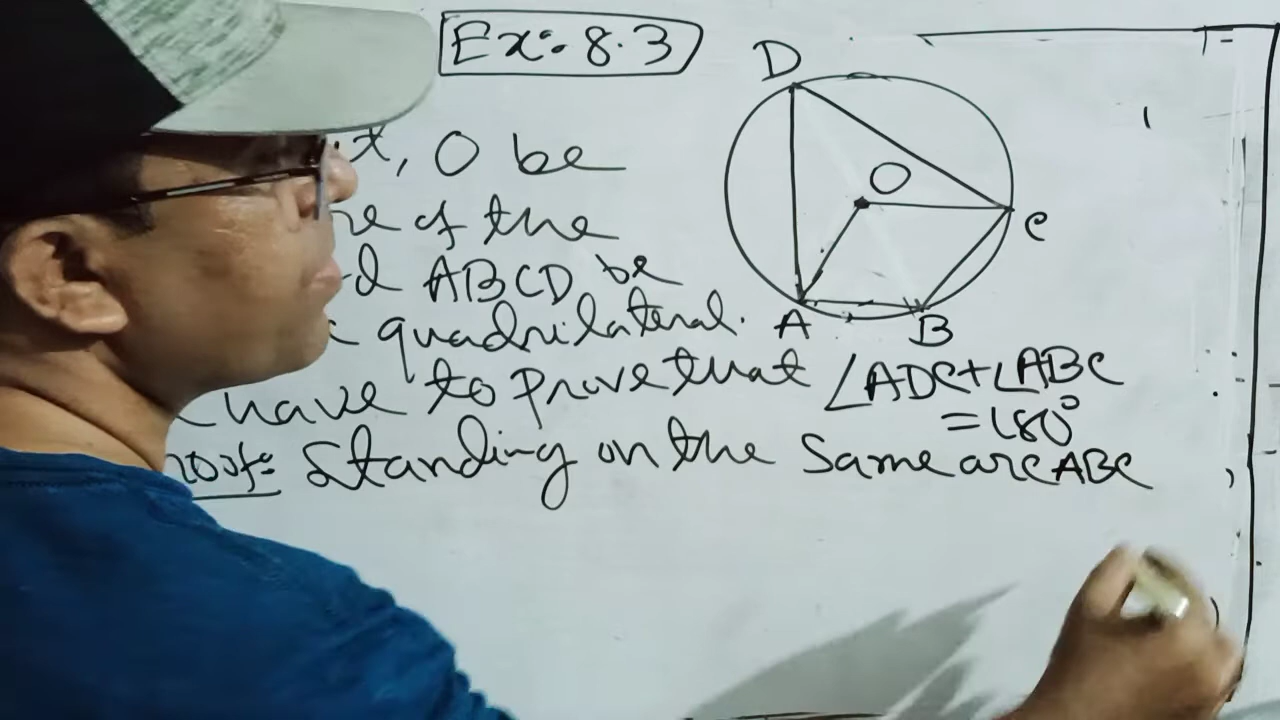 Ex:- 8.3
D
O
C
A
B
, O be
of the
ABCD be
quadrilateral.
have to prove that ∠ADC+∠ABC
=180°
Standing on the same arc ABC